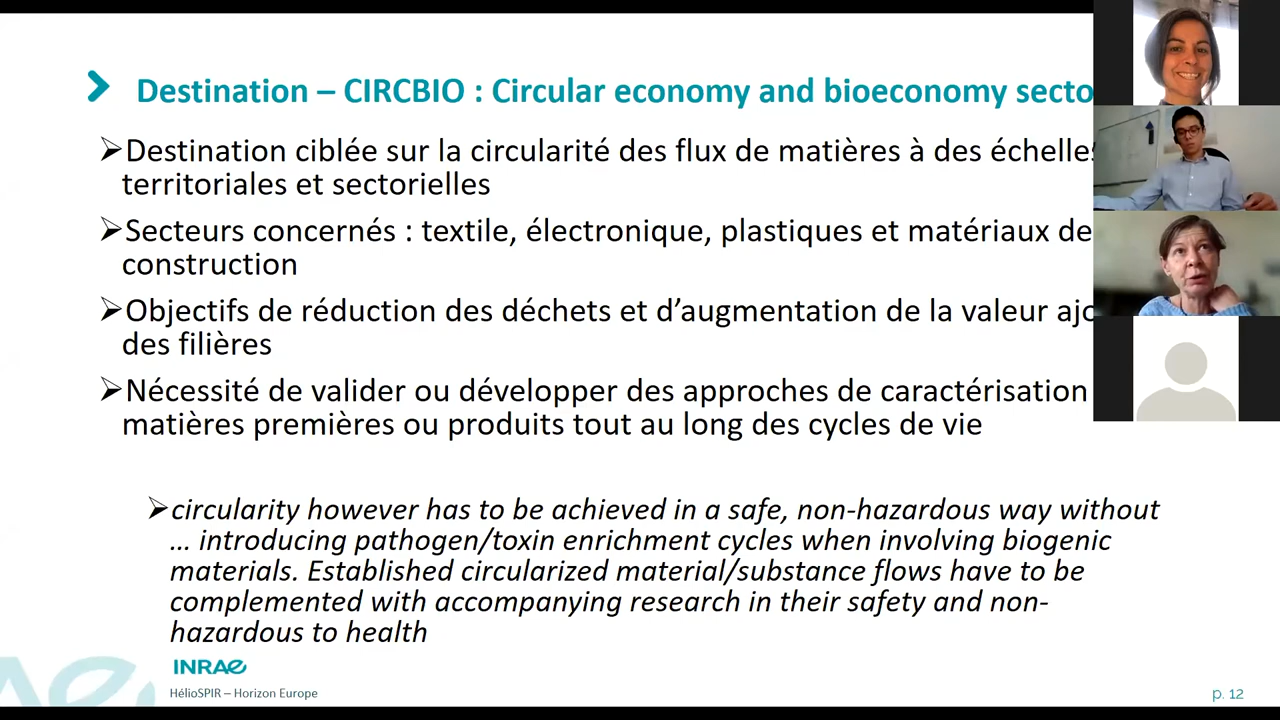 Destination – CIRCBIO : Circular economy and bioeconomy secto
Destination ciblée sur la circularité des flux de matières à des échelles
territoriales et sectorielles
Secteurs concernés : textile, électronique, plastiques et matériaux de
construction
Objectifs de réduction des déchets et d’augmentation de la valeur ajo
des filières
Nécessité de valider ou développer des approches de caractérisation
matières premières ou produits tout au long des cycles de vie
circularity however has to be achieved in a safe, non-hazardous way without
... introducing pathogen/toxin enrichment cycles when involving biogenic
materials. Established circularized material/substance flows have to be
complemented with accompanying research in their safety and non-
hazardous to health
INRAE
HélioSPIR – Horizon Europe
p. 12